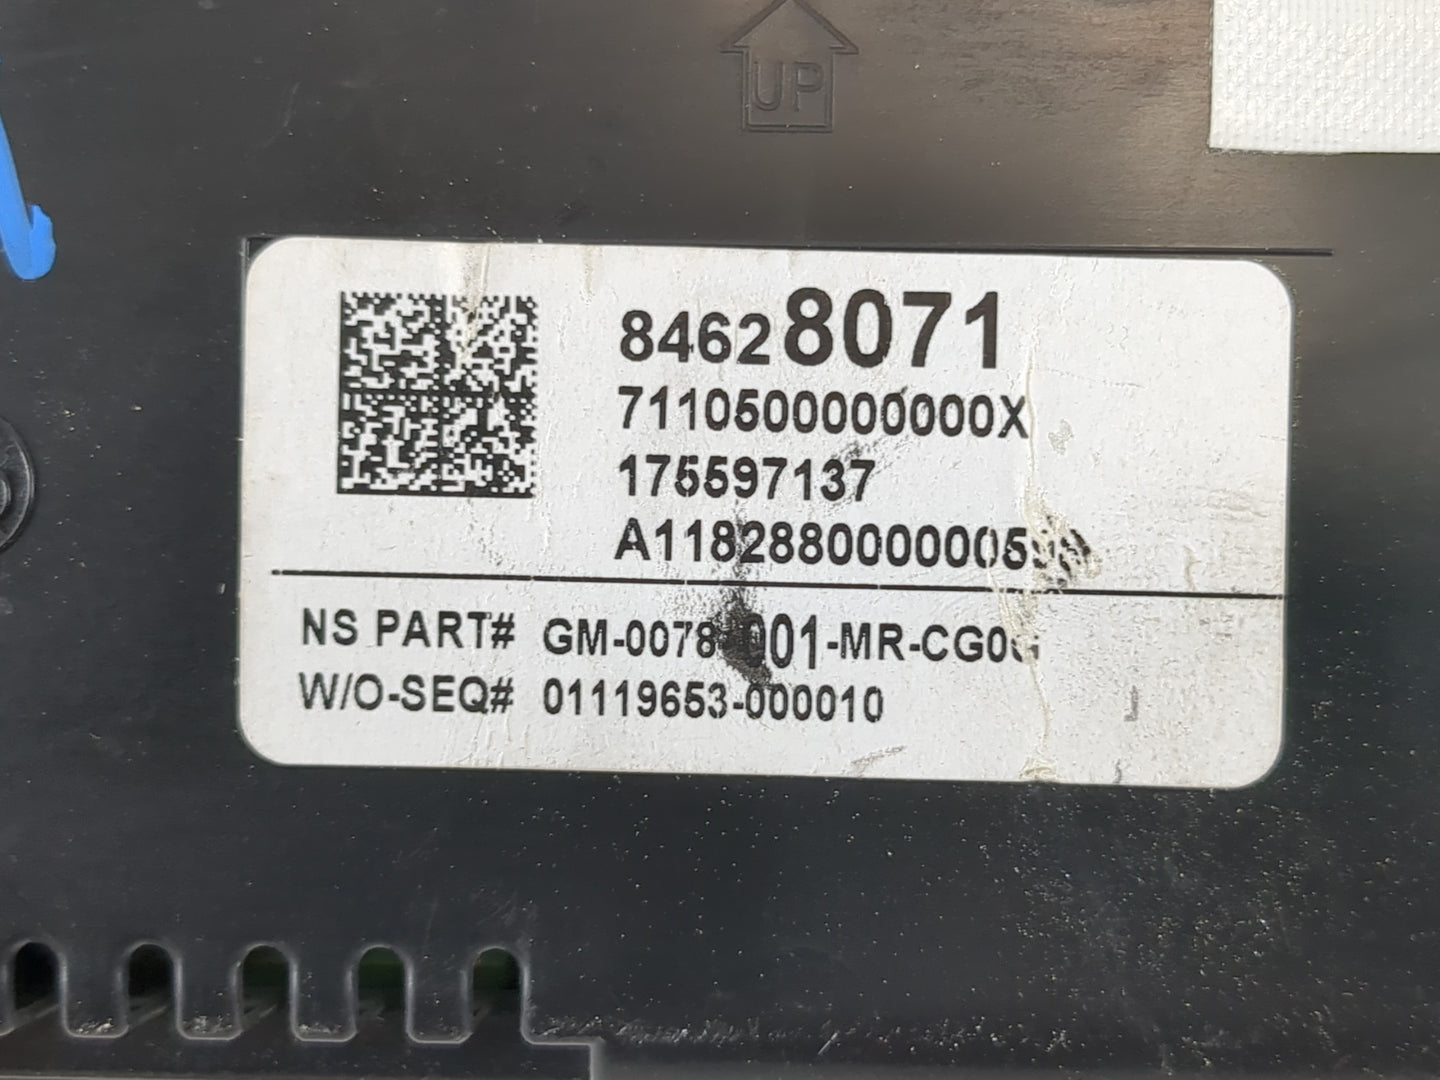 UP
84628071
7110500000000X
175597137
NS PART#
W/O-SEQ# 01119653-000010